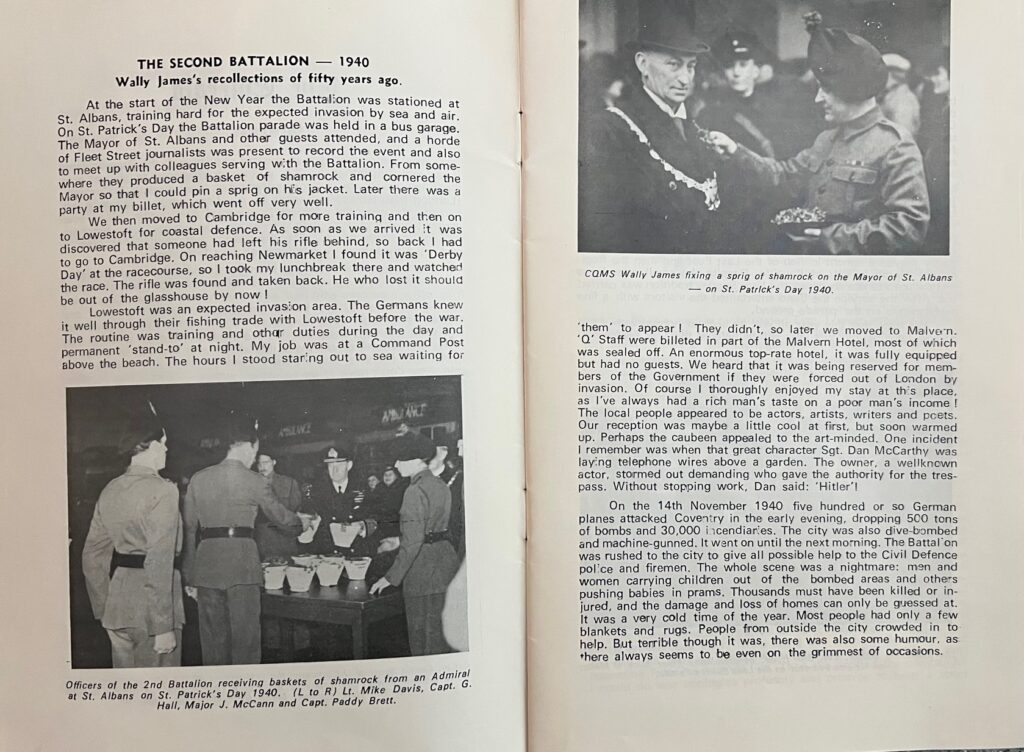 THE SECOND BATTALION — 1940
Wally James's recollections of fifty years ago.
At the start of the New Year the Battalion was stationed at
St. Albans, training hard for the expected invasion by sea and air.
On St. Patrick's Day the Battalion parade was held in a bus garage.
The Mayor of St. Albans and other guests attended, and a horde
of Fleet Street journalists was present to record the event and also
to meet up with colleagues serving with the Battalion. From some-
where they produced a basket of shamrock and cornered the
Mayor so that I could pin a sprig on his jacket. Later there was a
party at my billet, which went off very well.
We then moved to Cambridge for more training and then on
to Lowestoft for coastal defence. As soon as we arrived it was
discovered that someone had left his rifle behind, so back I had
to go to Cambridge. On reaching Newmarket I found it was 'Derby
Day' at the racecourse, so I took my lunchbreak there and watched
the race. The rifle was found and taken back. He who lost it should
be out of the glasshouse by now !
Lowestoft was an expected invasion area. The Germans knew
it well through their fishing trade with Lowestoft before the war.
The routine was training and other duties during the day and
permanent 'stand-to' at night. My job was at a Command Post
above the beach. The hours I stood staring out to sea waiting for
AMBULANCE
AMBULANCE
Officers of the 2nd Battalion receiving baskets of shamrock from an Admiral
at St. Albans on St. Patrick's Day 1940. (L to R) Lt. Mike Davis, Capt. G.
Hall, Major J. McCann and Capt. Paddy Brett.
CQMS Wally James fixing a sprig of shamrock on the Mayor of St. Albans
— on St. Patrick's Day 1940.
'them' to appear ! They didn't, so later we moved to Malvern.
'Q' Staff were billeted in part of the Malvern Hotel, most of which
was sealed off. An enormous top-rate hotel, it was fully equipped
but had no guests. We heard that it was being reserved for mem-
bers of the Government if they were forced out of London by
invasion. Of course I thoroughly enjoyed my stay at this place,
as I've always had a rich man's taste on a poor man's income !
The local people appeared to be actors, artists, writers and poets.
Our reception was maybe a little cool at first, but soon warmed
up. Perhaps the caubeen appealed to the art-minded. One incident
I remember was when that great character Sgt. Dan McCarthy was
laying telephone wires above a garden. The owner, a wellknown
actor, stormed out demanding who gave the authority for the tres-
pass. Without stopping work, Dan said: 'Hitler'!
On the 14th November 1940 five hundred or so German
planes attacked Coventry in the early evening, dropping 500 tons
of bombs and 30,000 incendiaries. The city was also dive-bombed
and machine-gunned. It went on until the next morning. The Battalion
was rushed to the city to give all possible help to the Civil Defence
police and firemen. The whole scene was a nightmare: men and
women carrying children out of the bombed areas and others
pushing babies in prams. Thousands must have been killed or in-
jured, and the damage and loss of homes can only be guessed at.
It was a very cold time of the year. Most people had only a few
blankets and rugs. People from outside the city crowded in to
help. But terrible though it was, there was also some humour, as
there always seems to be even on the grimmest of occasions.